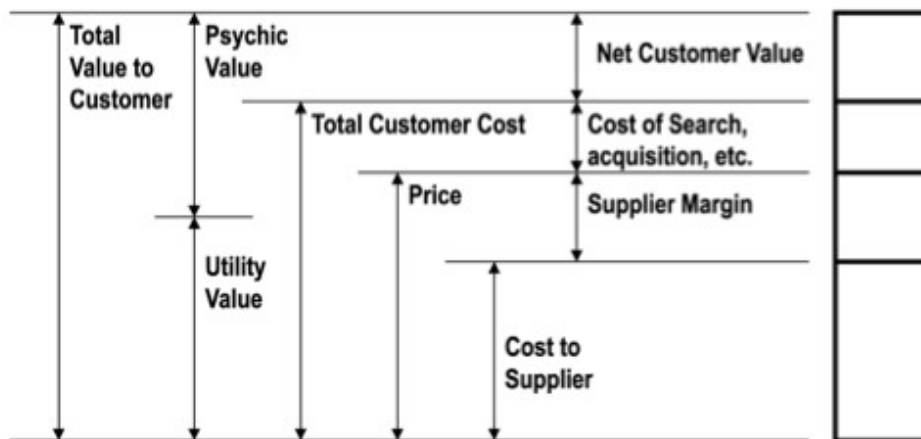 Total
Value to
Customer
Psychic
Value
Net Customer Value
Total Customer Cost
Cost of Search,
acquisition, etc.
Price
Supplier Margin
Utility
Value
Cost to
Supplier